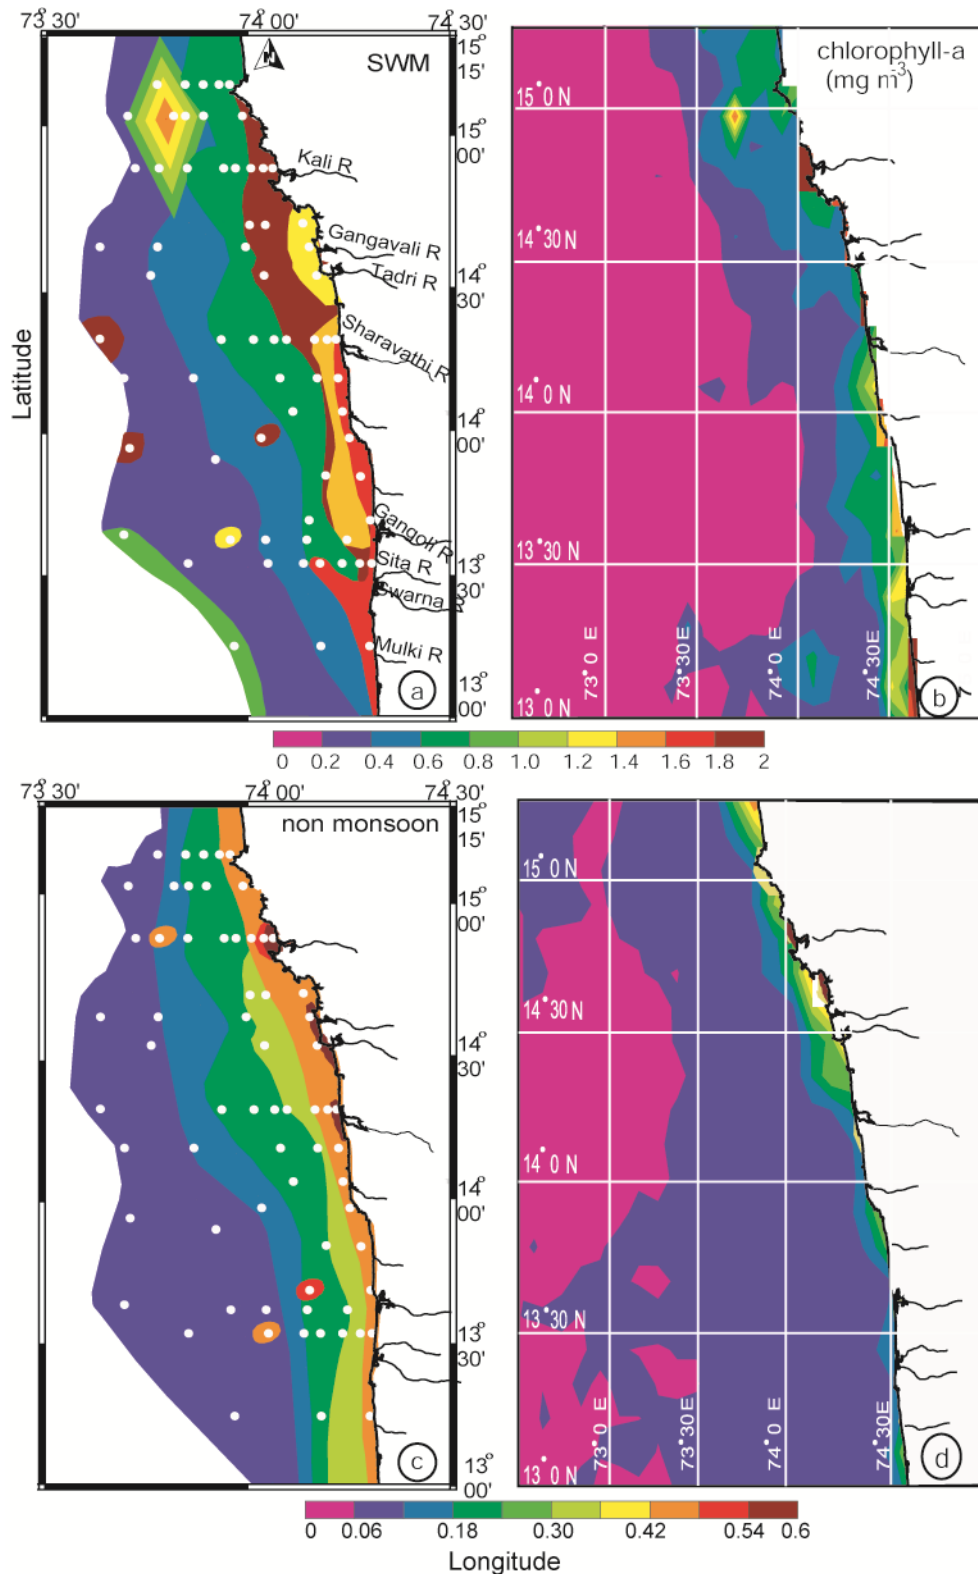 73° 30'
74° 00'
74° 30'
SWM
chlorophyll-a
(mg m-3)
N
15°
15'
15°
00'
Kali R
Gangavali R
Tadri R
14°
30'
Sharavathi R
Latitude
14°
00'
Gangoli R
Sita R
13°
30'
Swarna R
Mulki R
13°
00'
a
15° 0 N
14° 30 N
14° 0 N
13° 30 N
13° 0 N
73° 0 E
73° 30 E
74° 0 E
74° 30E
b
0 0.2 0.4 0.6 0.8 1.0 1.2 1.4 1.6 1.8 2
73° 30'
74° 00'
74° 30'
non monsoon
15°
15'
15°
00'
14°
30'
14°
00'
13°
30'
13°
00'
c
15° 0 N
14° 30 N
14° 0 N
13° 30 N
13° 0 N
73° 0 E
73° 30 E
74° 0 E
74° 30E
d
0 0.06 0.18 0.30 0.42 0.54 0.6
Longitude